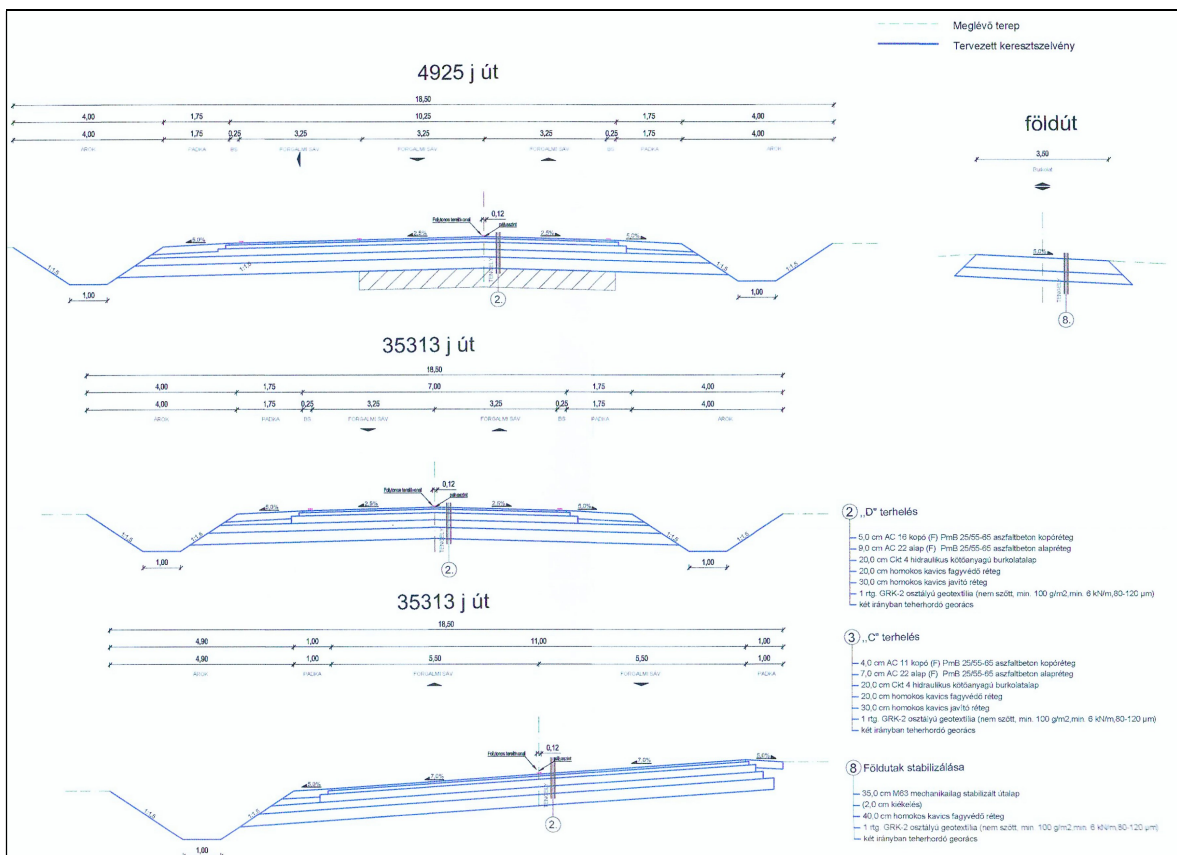 Meglévő terep
Tervezett keresztszelvény
4925 j út
18,50
4,00 1,75 10,25 1,75 4,00
4,00 1,75 0,25 3,25 3,25 3,25 0,25 1,75 4,00
ÁROK PADKA BS FORGALMI SÁV FORGALMI SÁV FORGALMI SÁV BS PADKA ÁROK
0,12
5,0% 2,5% 2,5% 5,0%
1:1,5 1:1,5 1:1,5 1:1,5
TENGELY
1,00 1,00
2.
földút
3,50
5,0%
TENGELY
8.
35313 j út
18,50
4,00 1,75 7,00 1,75 4,00
4,00 1,75 0,25 3,25 3,25 0,25 1,75 4,00
ÁROK PADKA BS FORGALMI SÁV FORGALMI SÁV BS PADKA ÁROK
0,12
5,0% 2,5% 2,5% 5,0%
1:1,5 1:1,5 1:1,5 1:1,5
TENGELY
1,00 1,00
2.
35313 j út
18,50
4,90 1,00 11,00 1,00
4,90 1,00 5,50 5,50 1,00
ÁROK PADKA FORGALMI SÁV FORGALMI SÁV PADKA
0,12
5,0% 7,0% 7,0% 5,0%
1:1,5 1:1,5
TENGELY
1,00
2.
2 „D" terhelés
5,0 cm AC 16 kopó (F) PmB 25/55-65 aszfaltbeton kopóréteg
9,0 cm AC 22 alap (F) PmB 25/55-65 aszfaltbeton alapréteg
20,0 cm Ckt 4 hidraulikus kötőanyagú burkolatalap
20,0 cm homokos kavics fagyvédő réteg
30,0 cm homokos kavics javító réteg
1 rtg. GRK-2 osztályú geotextilia (nem szőtt, min. 100 g/m2,min. 6 kN/m,80-120 µm)
két irányban teherhordó georács
3 „C" terhelés
4,0 cm AC 11 kopó (F) PmB 25/55-65 aszfaltbeton kopóréteg
7,0 cm AC 22 alap (F) PmB 25/55-65 aszfaltbeton alapréteg
20,0 cm Ckt 4 hidraulikus kötőanyagú burkolatalap
20,0 cm homokos kavics fagyvédő réteg
30,0 cm homokos kavics javító réteg
1 rtg. GRK-2 osztályú geotextilia (nem szőtt, min. 100 g/m2,min. 6 kN/m,80-120 µm)
két irányban teherhordó georács
8 Földutak stabilizálása
35,0 cm M63 mechanikailag stabilizált útalap
(2,0 cm kiékelés)
40,0 cm homokos kavics fagyvédő réteg
1 rtg. GRK-2 osztályú geotextilia (nem szőtt, min. 100 g/m2,min. 6 kN/m,80-120 µm)
két irányban teherhordó georács